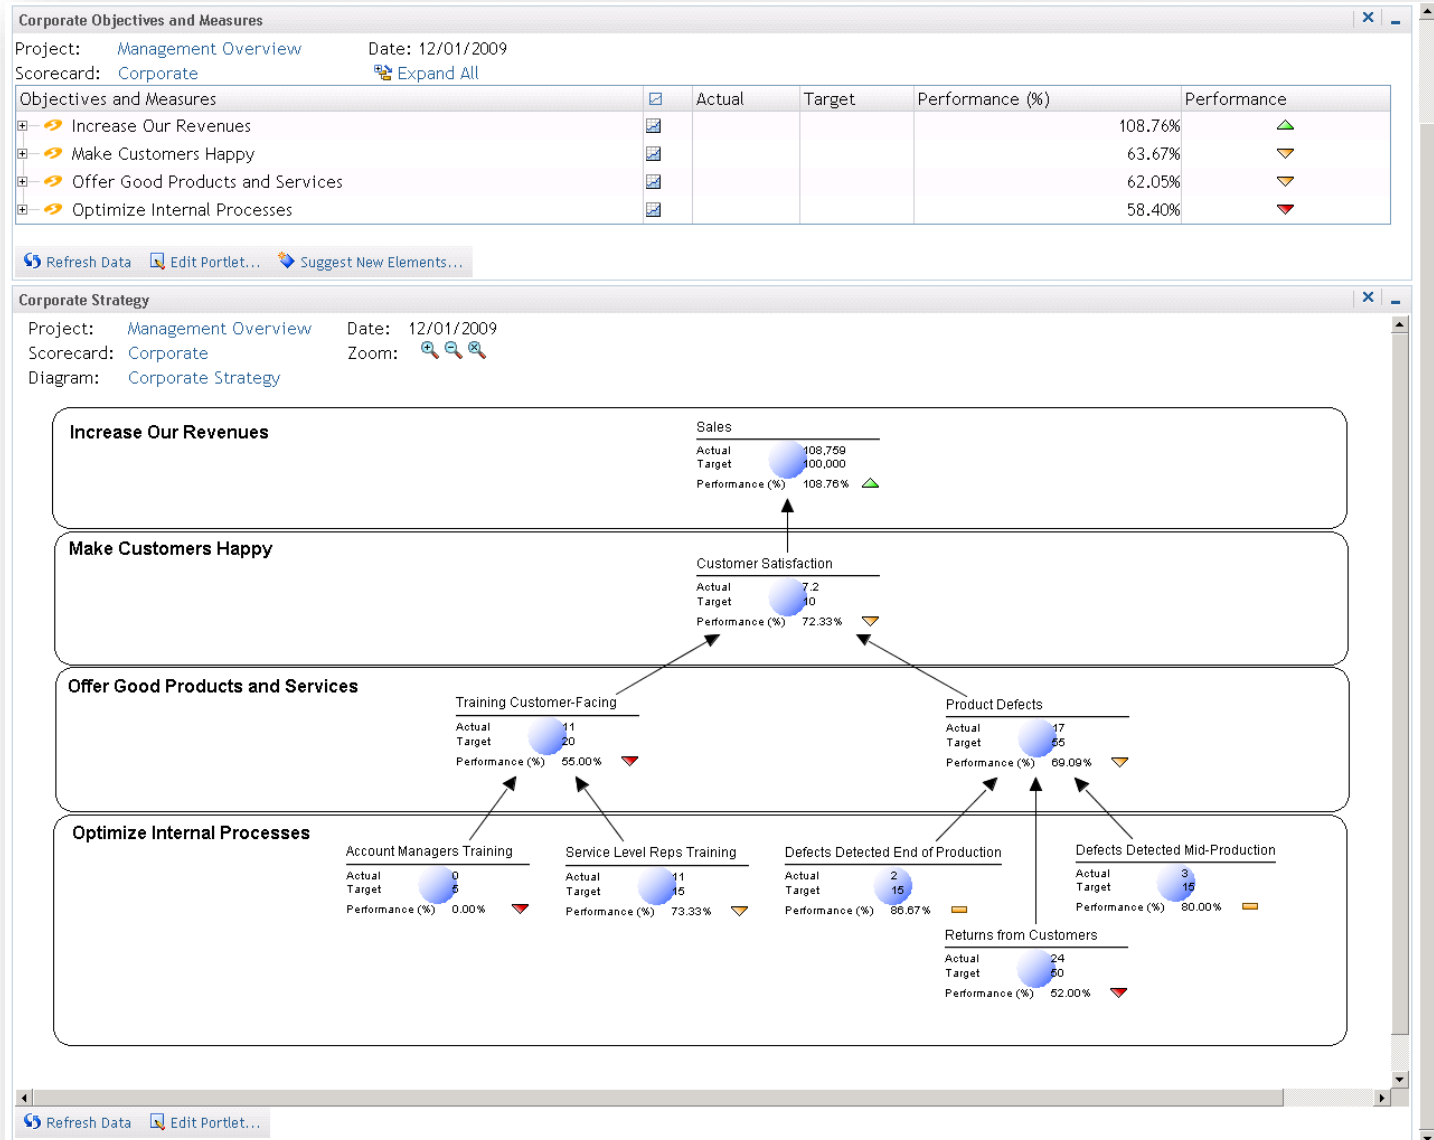 Corporate Objectives and Measures
Project: Management Overview Date: 12/01/2009
Scorecard: Corporate Expand All
Objectives and Measures Actual Target Performance (%) Performance
Increase Our Revenues 108.76%
Make Customers Happy 63.67%
Offer Good Products and Services 62.05%
Optimize Internal Processes 58.40%
Refresh Data Edit Portlet... Suggest New Elements...
Corporate Strategy
Project: Management Overview Date: 12/01/2009
Scorecard: Corporate Zoom:
Diagram: Corporate Strategy
Increase Our Revenues
Sales
Actual 108,759
Target 100,000
Performance (%) 108.76%
Make Customers Happy
Customer Satisfaction
Actual 7.2
Target 10
Performance (%) 72.33%
Offer Good Products and Services
Training Customer-Facing
Actual 11
Target 20
Performance (%) 55.00%
Product Defects
Actual 17
Target 55
Performance (%) 69.09%
Optimize Internal Processes
Account Managers Training
Actual 0
Target 5
Performance (%) 0.00%
Service Level Reps Training
Actual 11
Target 15
Performance (%) 73.33%
Defects Detected End of Production
Actual 2
Target 15
Performance (%) 86.67%
Defects Detected Mid-Production
Actual 3
Target 15
Performance (%) 80.00%
Returns from Customers
Actual 24
Target 50
Performance (%) 52.00%
Refresh Data Edit Portlet...